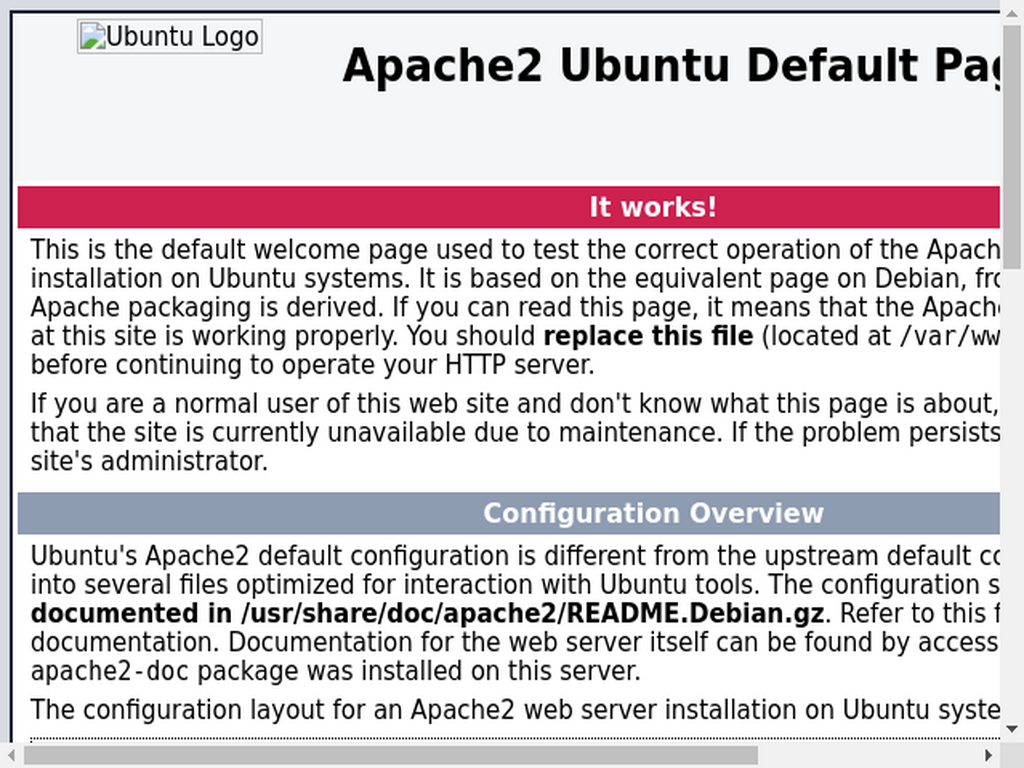 Ubuntu Logo
Apache2 Ubuntu Default Pag
It works!
This is the default welcome page used to test the correct operation of the Apach
installation on Ubuntu systems. It is based on the equivalent page on Debian, fro
Apache packaging is derived. If you can read this page, it means that the Apache
at this site is working properly. You should replace this file (located at /var/ww
before continuing to operate your HTTP server.
If you are a normal user of this web site and don't know what this page is about,
that the site is currently unavailable due to maintenance. If the problem persists
site's administrator.
Configuration Overview
Ubuntu's Apache2 default configuration is different from the upstream default co
into several files optimized for interaction with Ubuntu tools. The configuration s
documented in /usr/share/doc/apache2/README.Debian.gz. Refer to this f
documentation. Documentation for the web server itself can be found by access
apache2-doc package was installed on this server.
The configuration layout for an Apache2 web server installation on Ubuntu syste